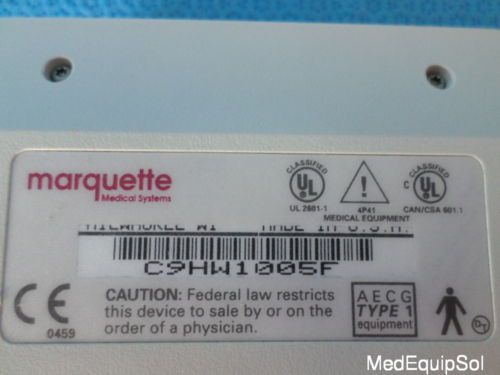 marquette
Medical Systems
CLASSIFIED
UL
UL 2601-1
4P41
MEDICAL EQUIPMENT
CLASSIFIED
C UL
CAN/CSA 601.1
MILWAUKEE WI MADE IN U.S.A.
C9HW1005F
CE
0459
CAUTION: Federal law restricts
this device to sale by or on the
order of a physician.
AECG
TYPE 1
equipment
DT
MedEquipSol